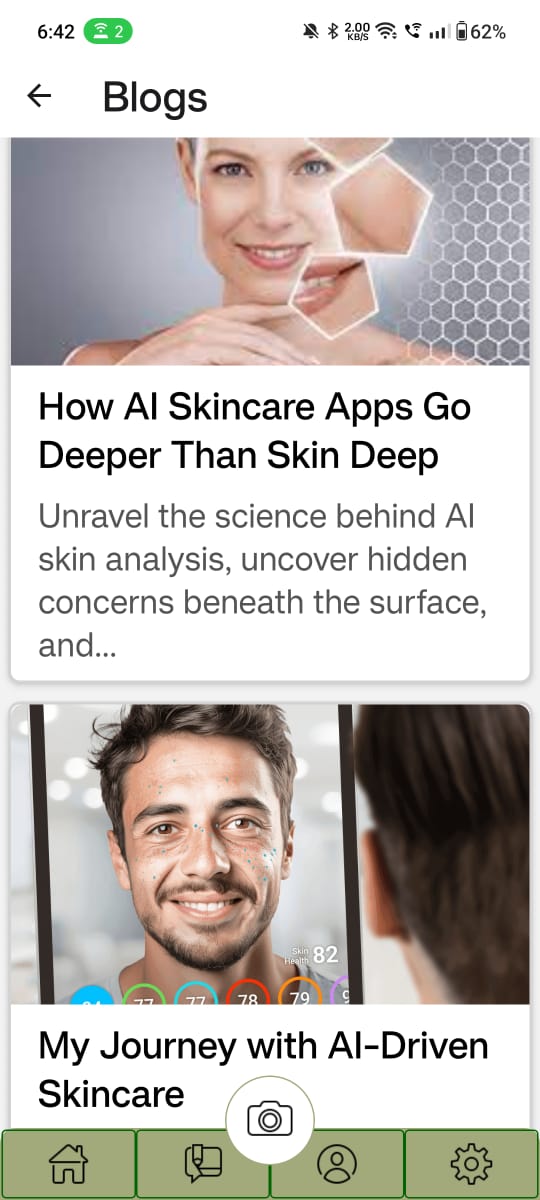 6:42 2 2.00 KB/S 62%
Blogs
How AI Skincare Apps Go
Deeper Than Skin Deep
Unravel the science behind AI
skin analysis, uncover hidden
concerns beneath the surface,
and...
Skin
Health 82
77 77 78 79
My Journey with AI-Driven
Skincare